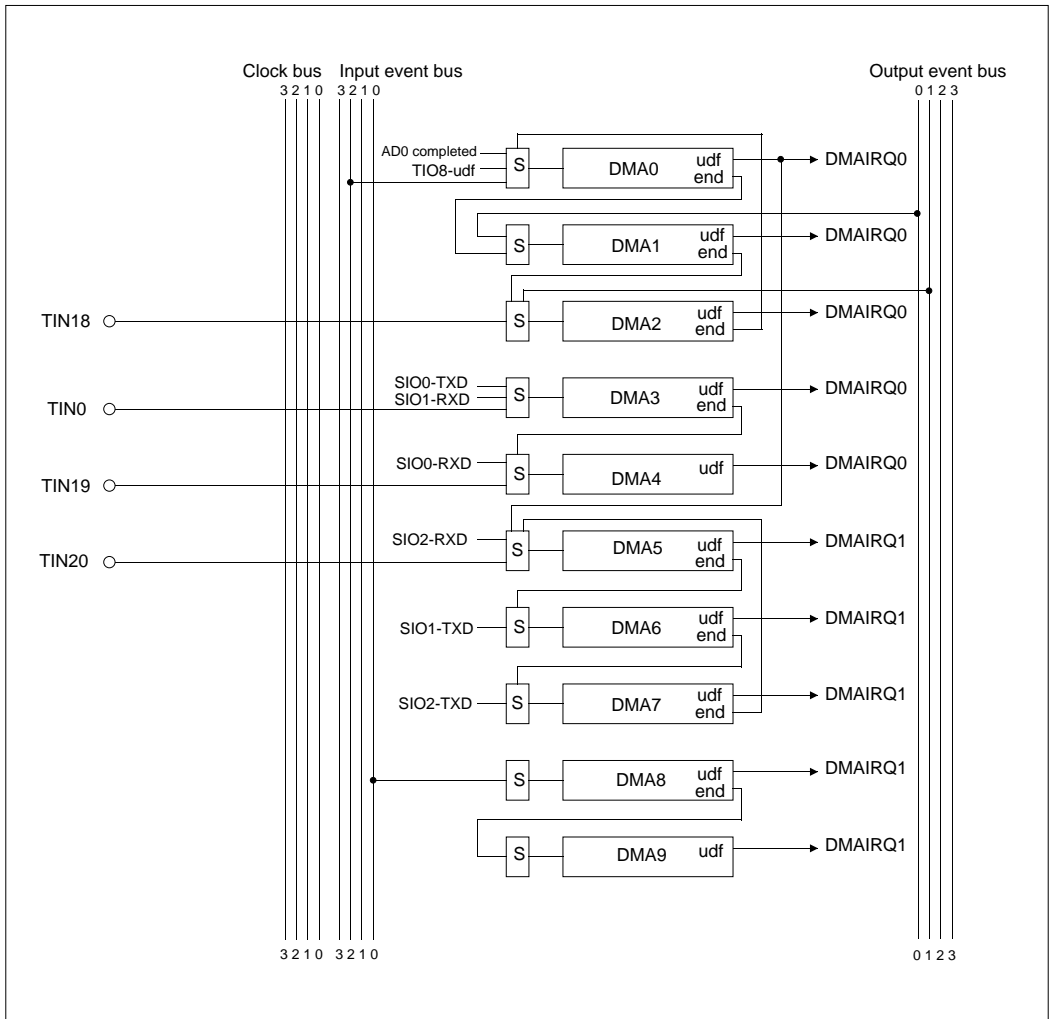 Clock bus Input event bus Output event bus
3 2 1 0 3 2 1 0 0 1 2 3
AD0 completed
TIO8-udf
S DMA0 udf end DMAIRQ0
S DMA1 udf end DMAIRQ0
TIN18 S DMA2 udf end DMAIRQ0
SIO0-TXD
SIO1-RXD
TIN0 S DMA3 udf end DMAIRQ0
SIO0-RXD
TIN19 S DMA4 udf DMAIRQ0
SIO2-RXD
TIN20 S DMA5 udf end DMAIRQ1
SIO1-TXD S DMA6 udf end DMAIRQ1
SIO2-TXD S DMA7 udf end DMAIRQ1
S DMA8 udf end DMAIRQ1
S DMA9 udf DMAIRQ1
3 2 1 0 3 2 1 0 0 1 2 3